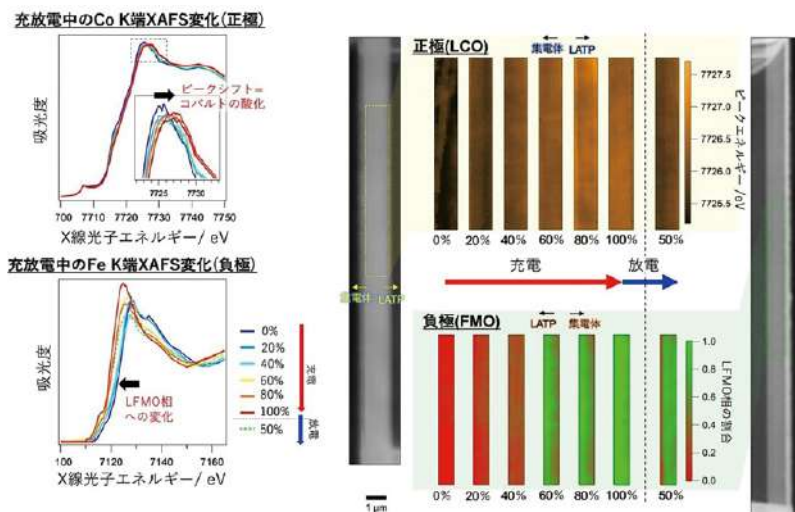 充放電中のCo K端XAFS変化(正極)
吸光度
ピークシフト=
コバルトの酸化
7725
7730
700 7710 7720 7730 7740 7750
X線光子エネルギー/ eV
充放電中のFe K端XAFS変化(負極)
吸光度
LFMO相
への変化
100 7120 7140 7160
X線光子エネルギー/ eV
0%
20%
40%
60%
80%
100%
50%
充電
放電
集電体
LATP
1 μm
正極(LCO)
集電体 LATP
0% 20% 40% 60% 80% 100% 50%
7727.5
7727.0
7726.5
7726.0
7725.5
ピークエネルギー/eV
充電
放電
負極(FMO)
LATP 集電体
0% 20% 40% 60% 80% 100% 50%
1.0
0.8
0.6
0.4
0.2
0.0
LFMO相の割合